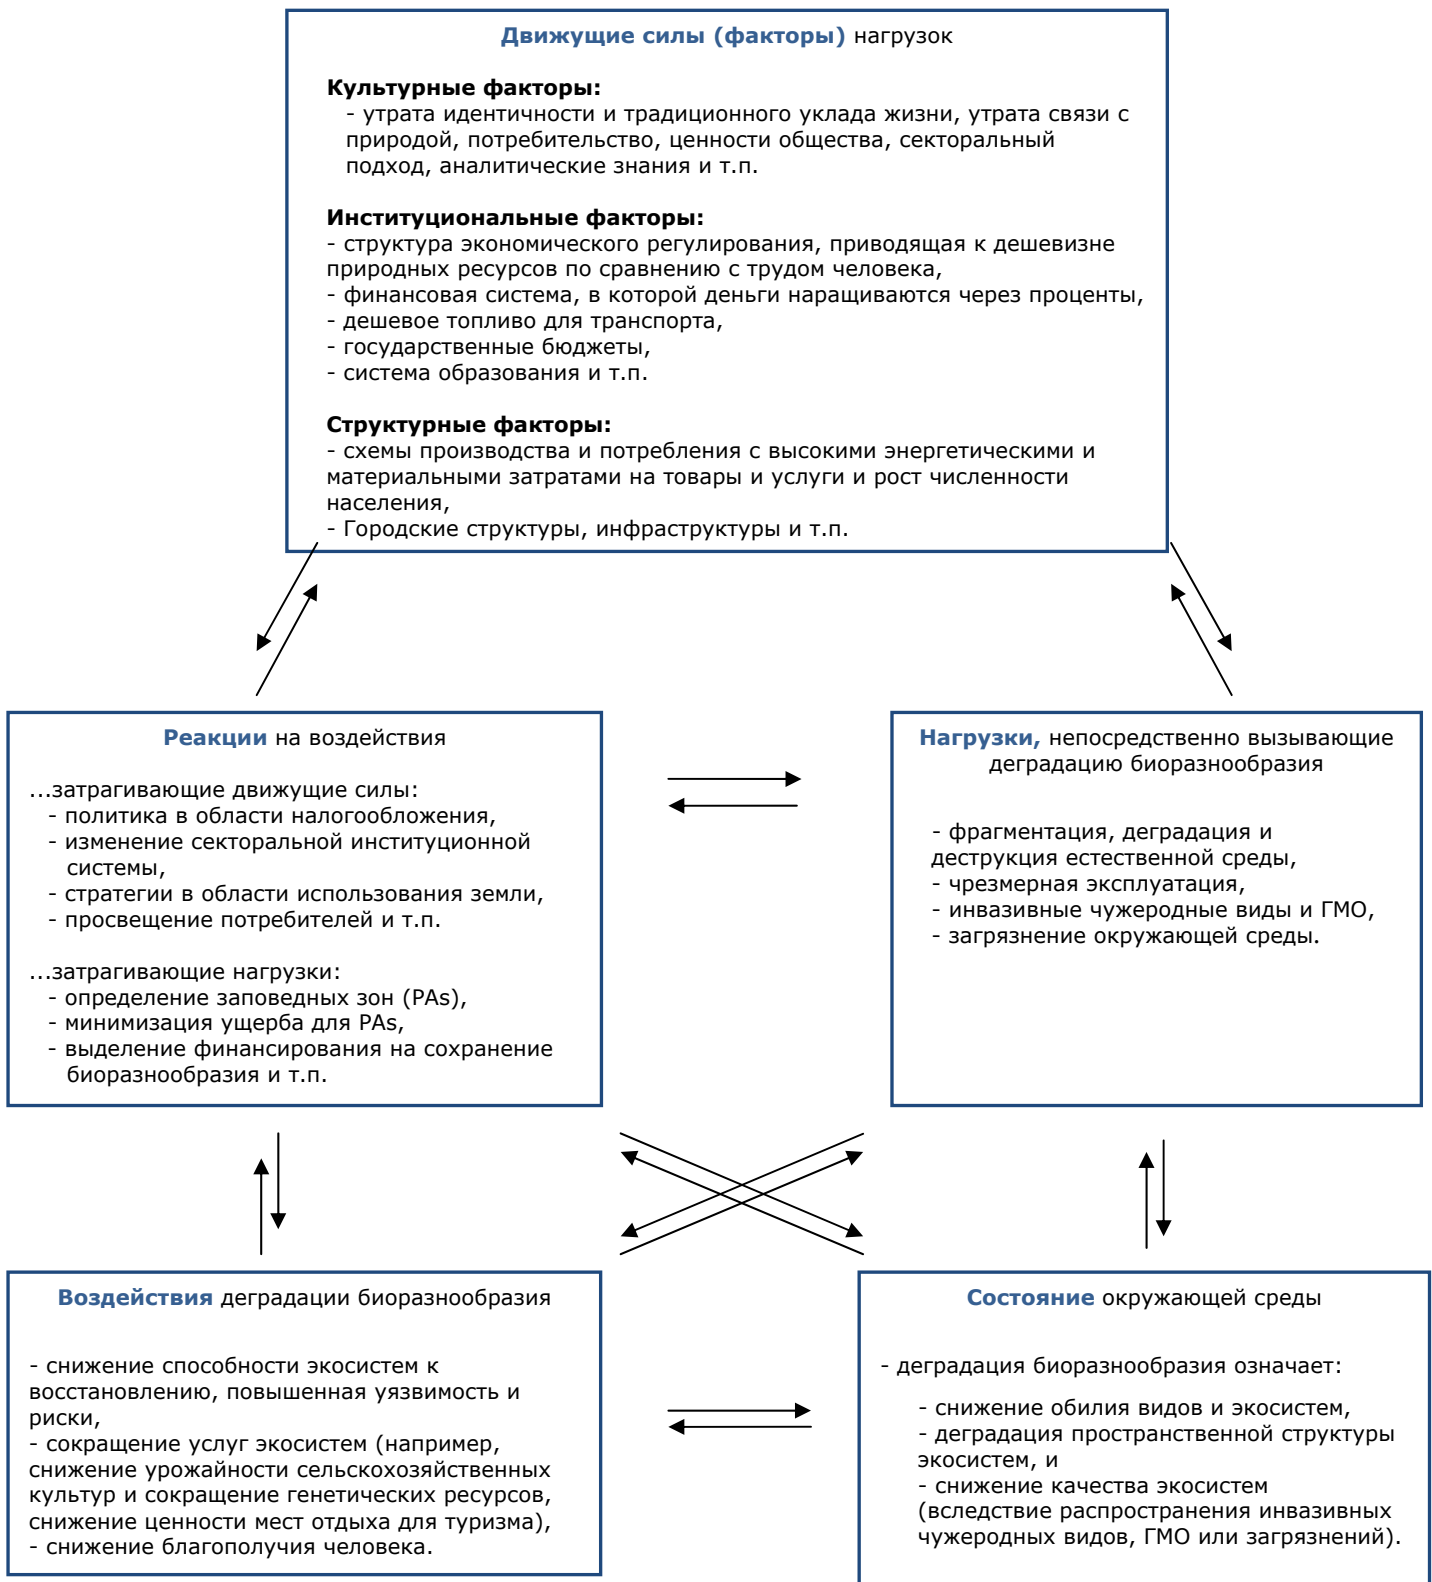 Движущие силы (факторы) нагрузок
Культурные факторы:
- утрата идентичности и традиционного уклада жизни, утрата связи с
природой, потребительство, ценности общества, секторальный
подход, аналитические знания и т.п.
Институциональные факторы:
- структура экономического регулирования, приводящая к дешевизне
природных ресурсов по сравнению с трудом человека,
- финансовая система, в которой деньги наращиваются через проценты,
- дешевое топливо для транспорта,
- государственные бюджеты,
- система образования и т.п.
Структурные факторы:
- схемы производства и потребления с высокими энергетическими и
материальными затратами на товары и услуги и рост численности
населения,
- Городские структуры, инфраструктуры и т.п.
Реакции на воздействия
...затрагивающие движущие силы:
- политика в области налогообложения,
- изменение секторальной институционной
системы,
- стратегии в области использования земли,
- просвещение потребителей и т.п.
...затрагивающие нагрузки:
- определение заповедных зон (PAs),
- минимизация ущерба для PAs,
- выделение финансирования на сохранение
биоразнообразия и т.п.
Нагрузки, непосредственно вызывающие
деградацию биоразнообразия
- фрагментация, деградация и
деструкция естественной среды,
- чрезмерная эксплуатация,
- инвазивные чужеродные виды и ГМО,
- загрязнение окружающей среды.
Воздействия деградации биоразнообразия
- снижение способности экосистем к
восстановлению, повышенная уязвимость и
риски,
- сокращение услуг экосистем (например,
снижение урожайности сельскохозяйственных
культур и сокращение генетических ресурсов,
снижение ценности мест отдыха для туризма),
- снижение благополучия человека.
Состояние окружающей среды
- деградация биоразнообразия означает:
- снижение обилия видов и экосистем,
- деградация пространственной структуры
экосистем, и
- снижение качества экосистем
(вследствие распространения инвазивных
чужеродных видов, ГМО или загрязнений).